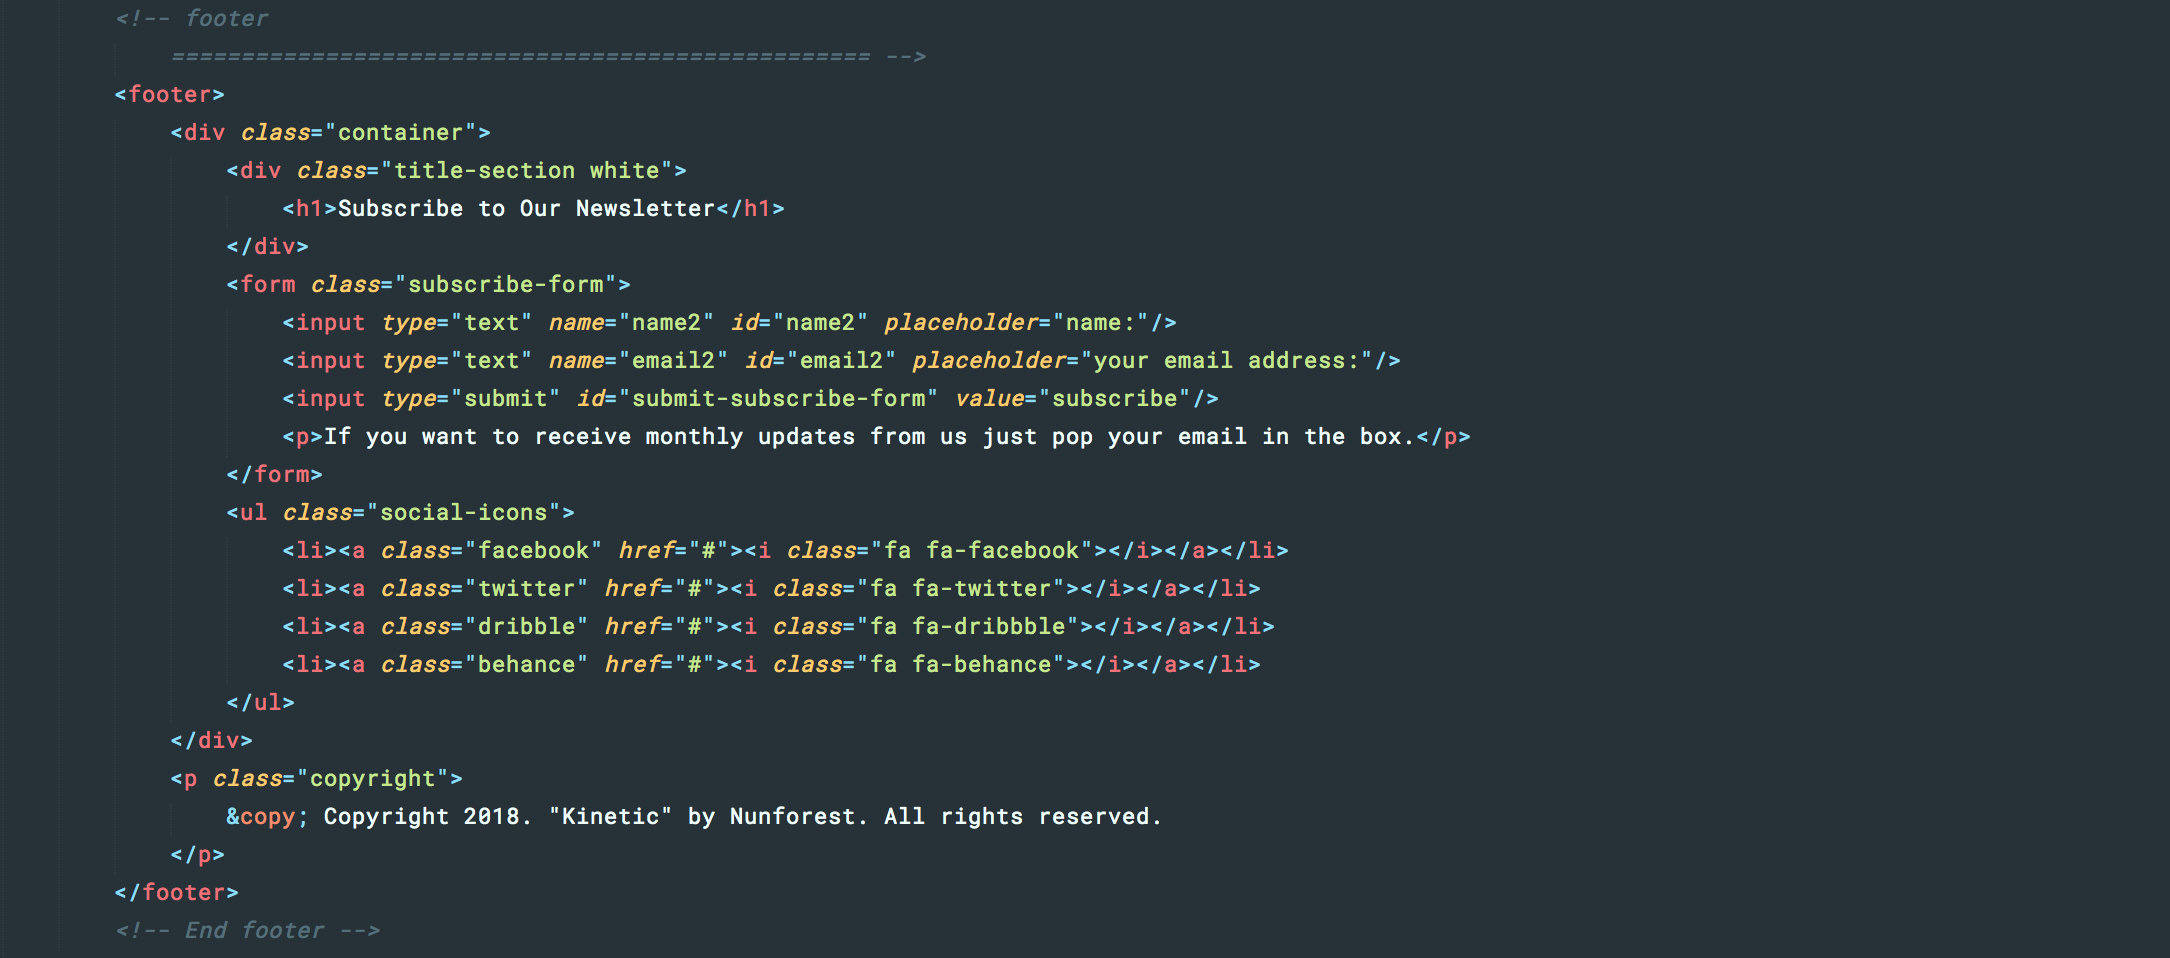 <!-- footer
================================================== -->
<footer>
<div class="container">
<div class="title-section white">
<h1>Subscribe to Our Newsletter</h1>
</div>
<form class="subscribe-form">
<input type="text" name="name2" id="name2" placeholder="name:"/>
<input type="text" name="email2" id="email2" placeholder="your email address:"/>
<input type="submit" id="submit-subscribe-form" value="subscribe"/>
<p>If you want to receive monthly updates from us just pop your email in the box.</p>
</form>
<ul class="social-icons">
<li><a class="facebook" href="#"><i class="fa fa-facebook"></i></a></li>
<li><a class="twitter" href="#"><i class="fa fa-twitter"></i></a></li>
<li><a class="dribble" href="#"><i class="fa fa-dribbble"></i></a></li>
<li><a class="behance" href="#"><i class="fa fa-behance"></i></a></li>
</ul>
</div>
<p class="copyright">
&copy; Copyright 2018. "Kinetic" by Nunforest. All rights reserved.
</p>
</footer>
<!-- End footer -->